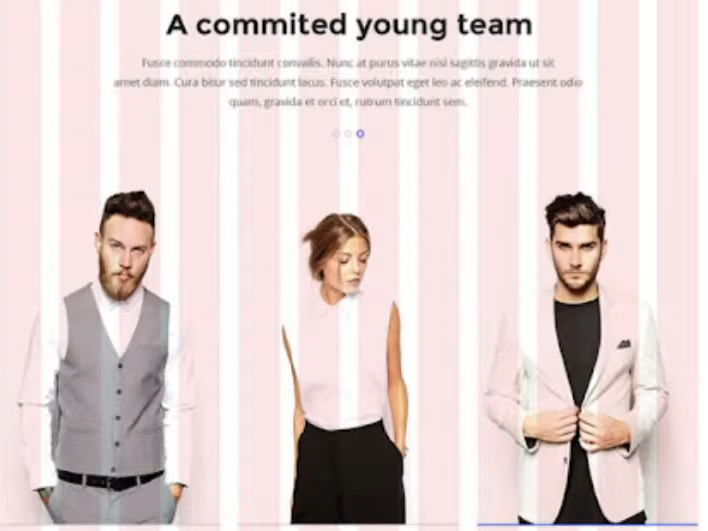 A commited young team
Fusce commodo tincidunt convallis. Nunc at purus vitae nisi sagittis gravida ut sit
amet diam. Cura bitur sed tincidunt lacus. Fusce volutpat eget leo ac eleifend. Praesent odio
quam, gravida et orci et, rutrum tincidunt sem.